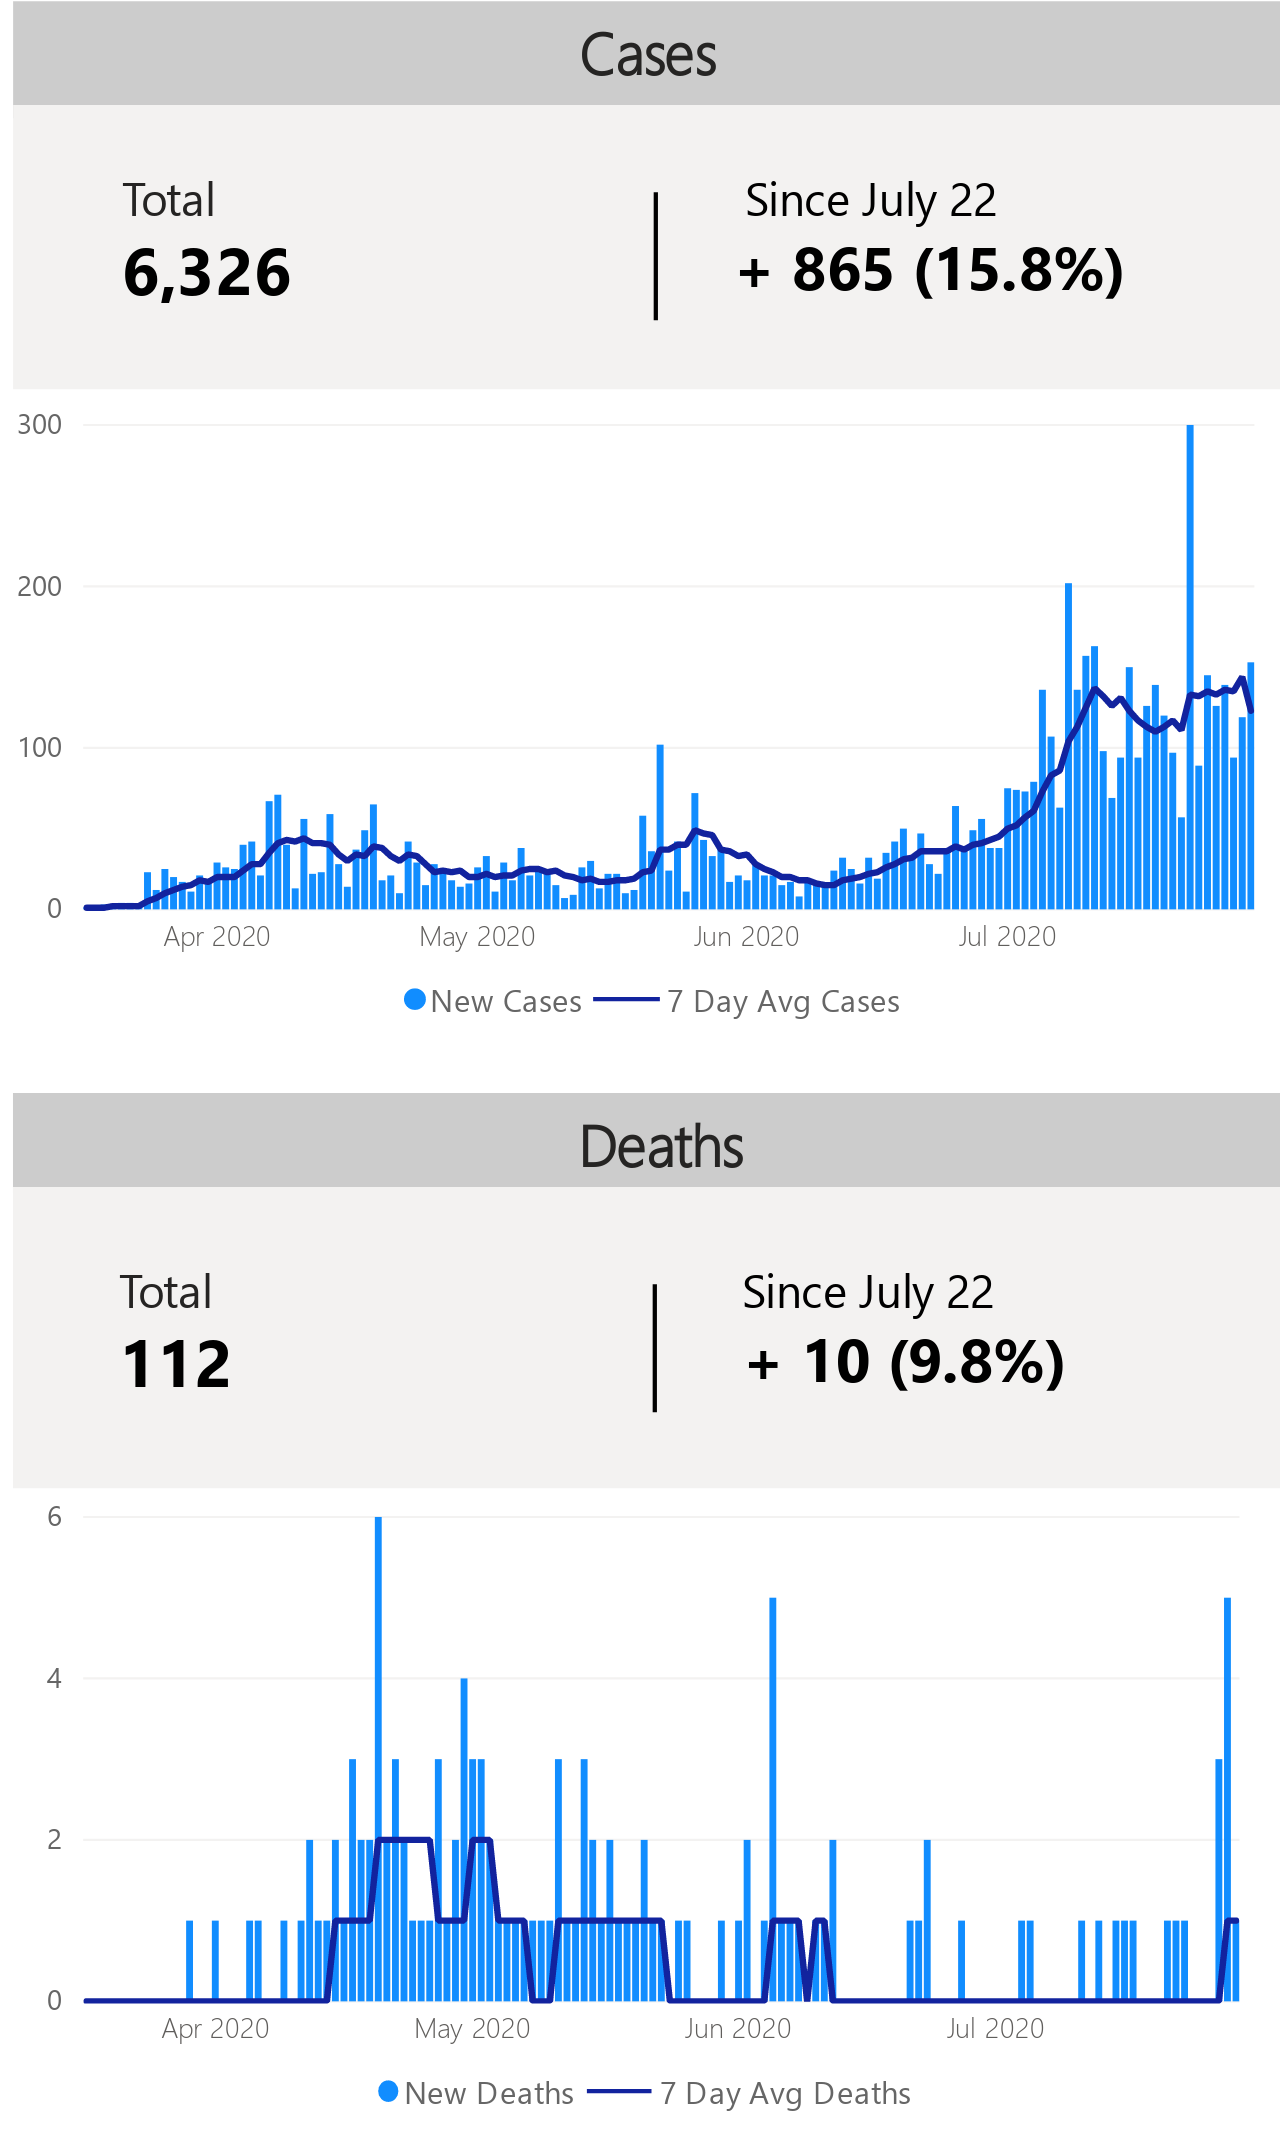 Cases
Total
Since July 22
6,326
+ 865 (15.8%)
300
200
100
0
Apr 2020
May 2020
Jun 2020
Jul 2020
New Cases
7 Day Avg Cases
Deaths
Total
Since July 22
112
+ 10 (9.8%)
6
4
2
0
Apr 2020
May 2020
Jun 2020
Jul 2020
New Deaths
7 Day Avg Deaths